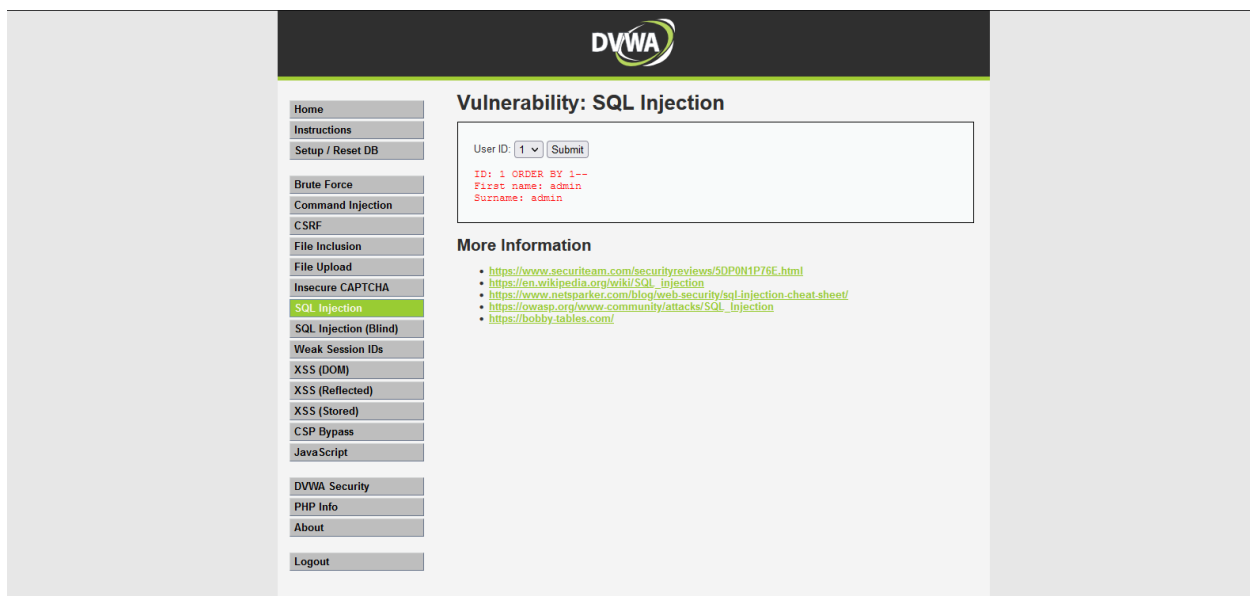 DVWA
Home
Instructions
Setup / Reset DB
Brute Force
Command Injection
CSRF
File Inclusion
File Upload
Insecure CAPTCHA
SQL Injection
SQL Injection (Blind)
Weak Session IDs
XSS (DOM)
XSS (Reflected)
XSS (Stored)
CSP Bypass
JavaScript
DVWA Security
PHP Info
About
Logout
Vulnerability: SQL Injection
User ID: 1 Submit
ID: 1 ORDER BY 1--
First name: admin
Surname: admin
More Information
https://www.securiteam.com/securityreviews/5DP0N1P76E.html
https://en.wikipedia.org/wiki/SQL_injection
https://www.netsparker.com/blog/web-security/sql-injection-cheat-sheet/
https://owasp.org/www-community/attacks/SQL_Injection
https://bobby-tables.com/